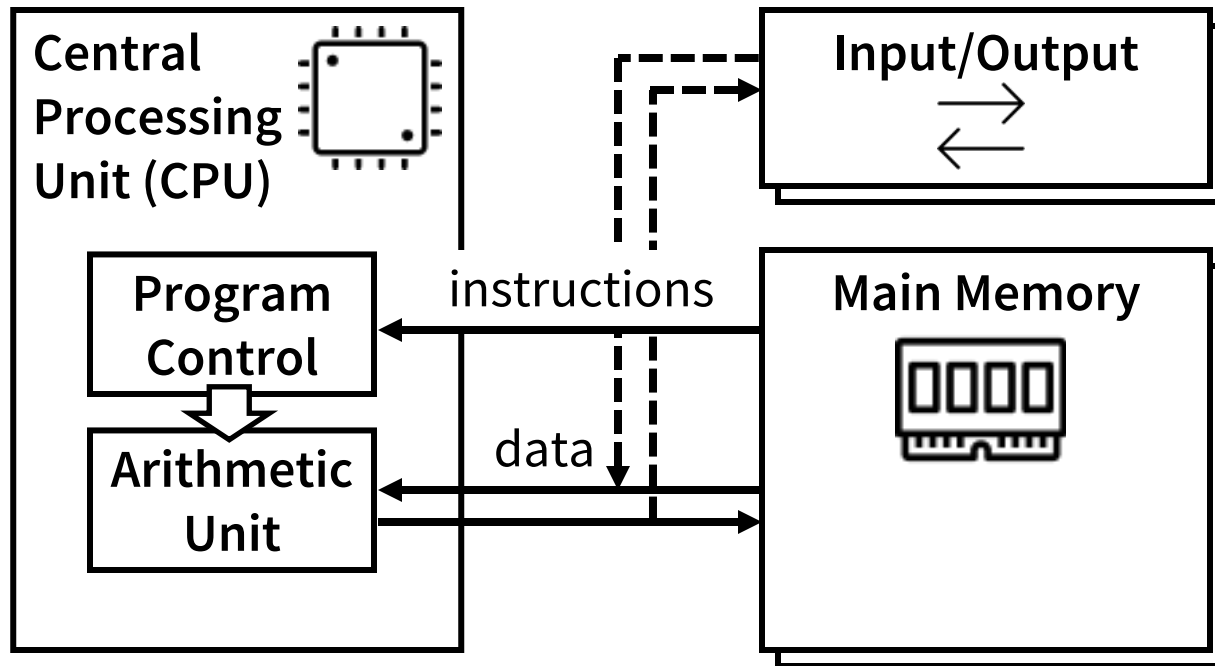 Central
Processing
Unit (CPU)
Input/Output
Program
Control
instructions
Main Memory
Arithmetic
Unit
data